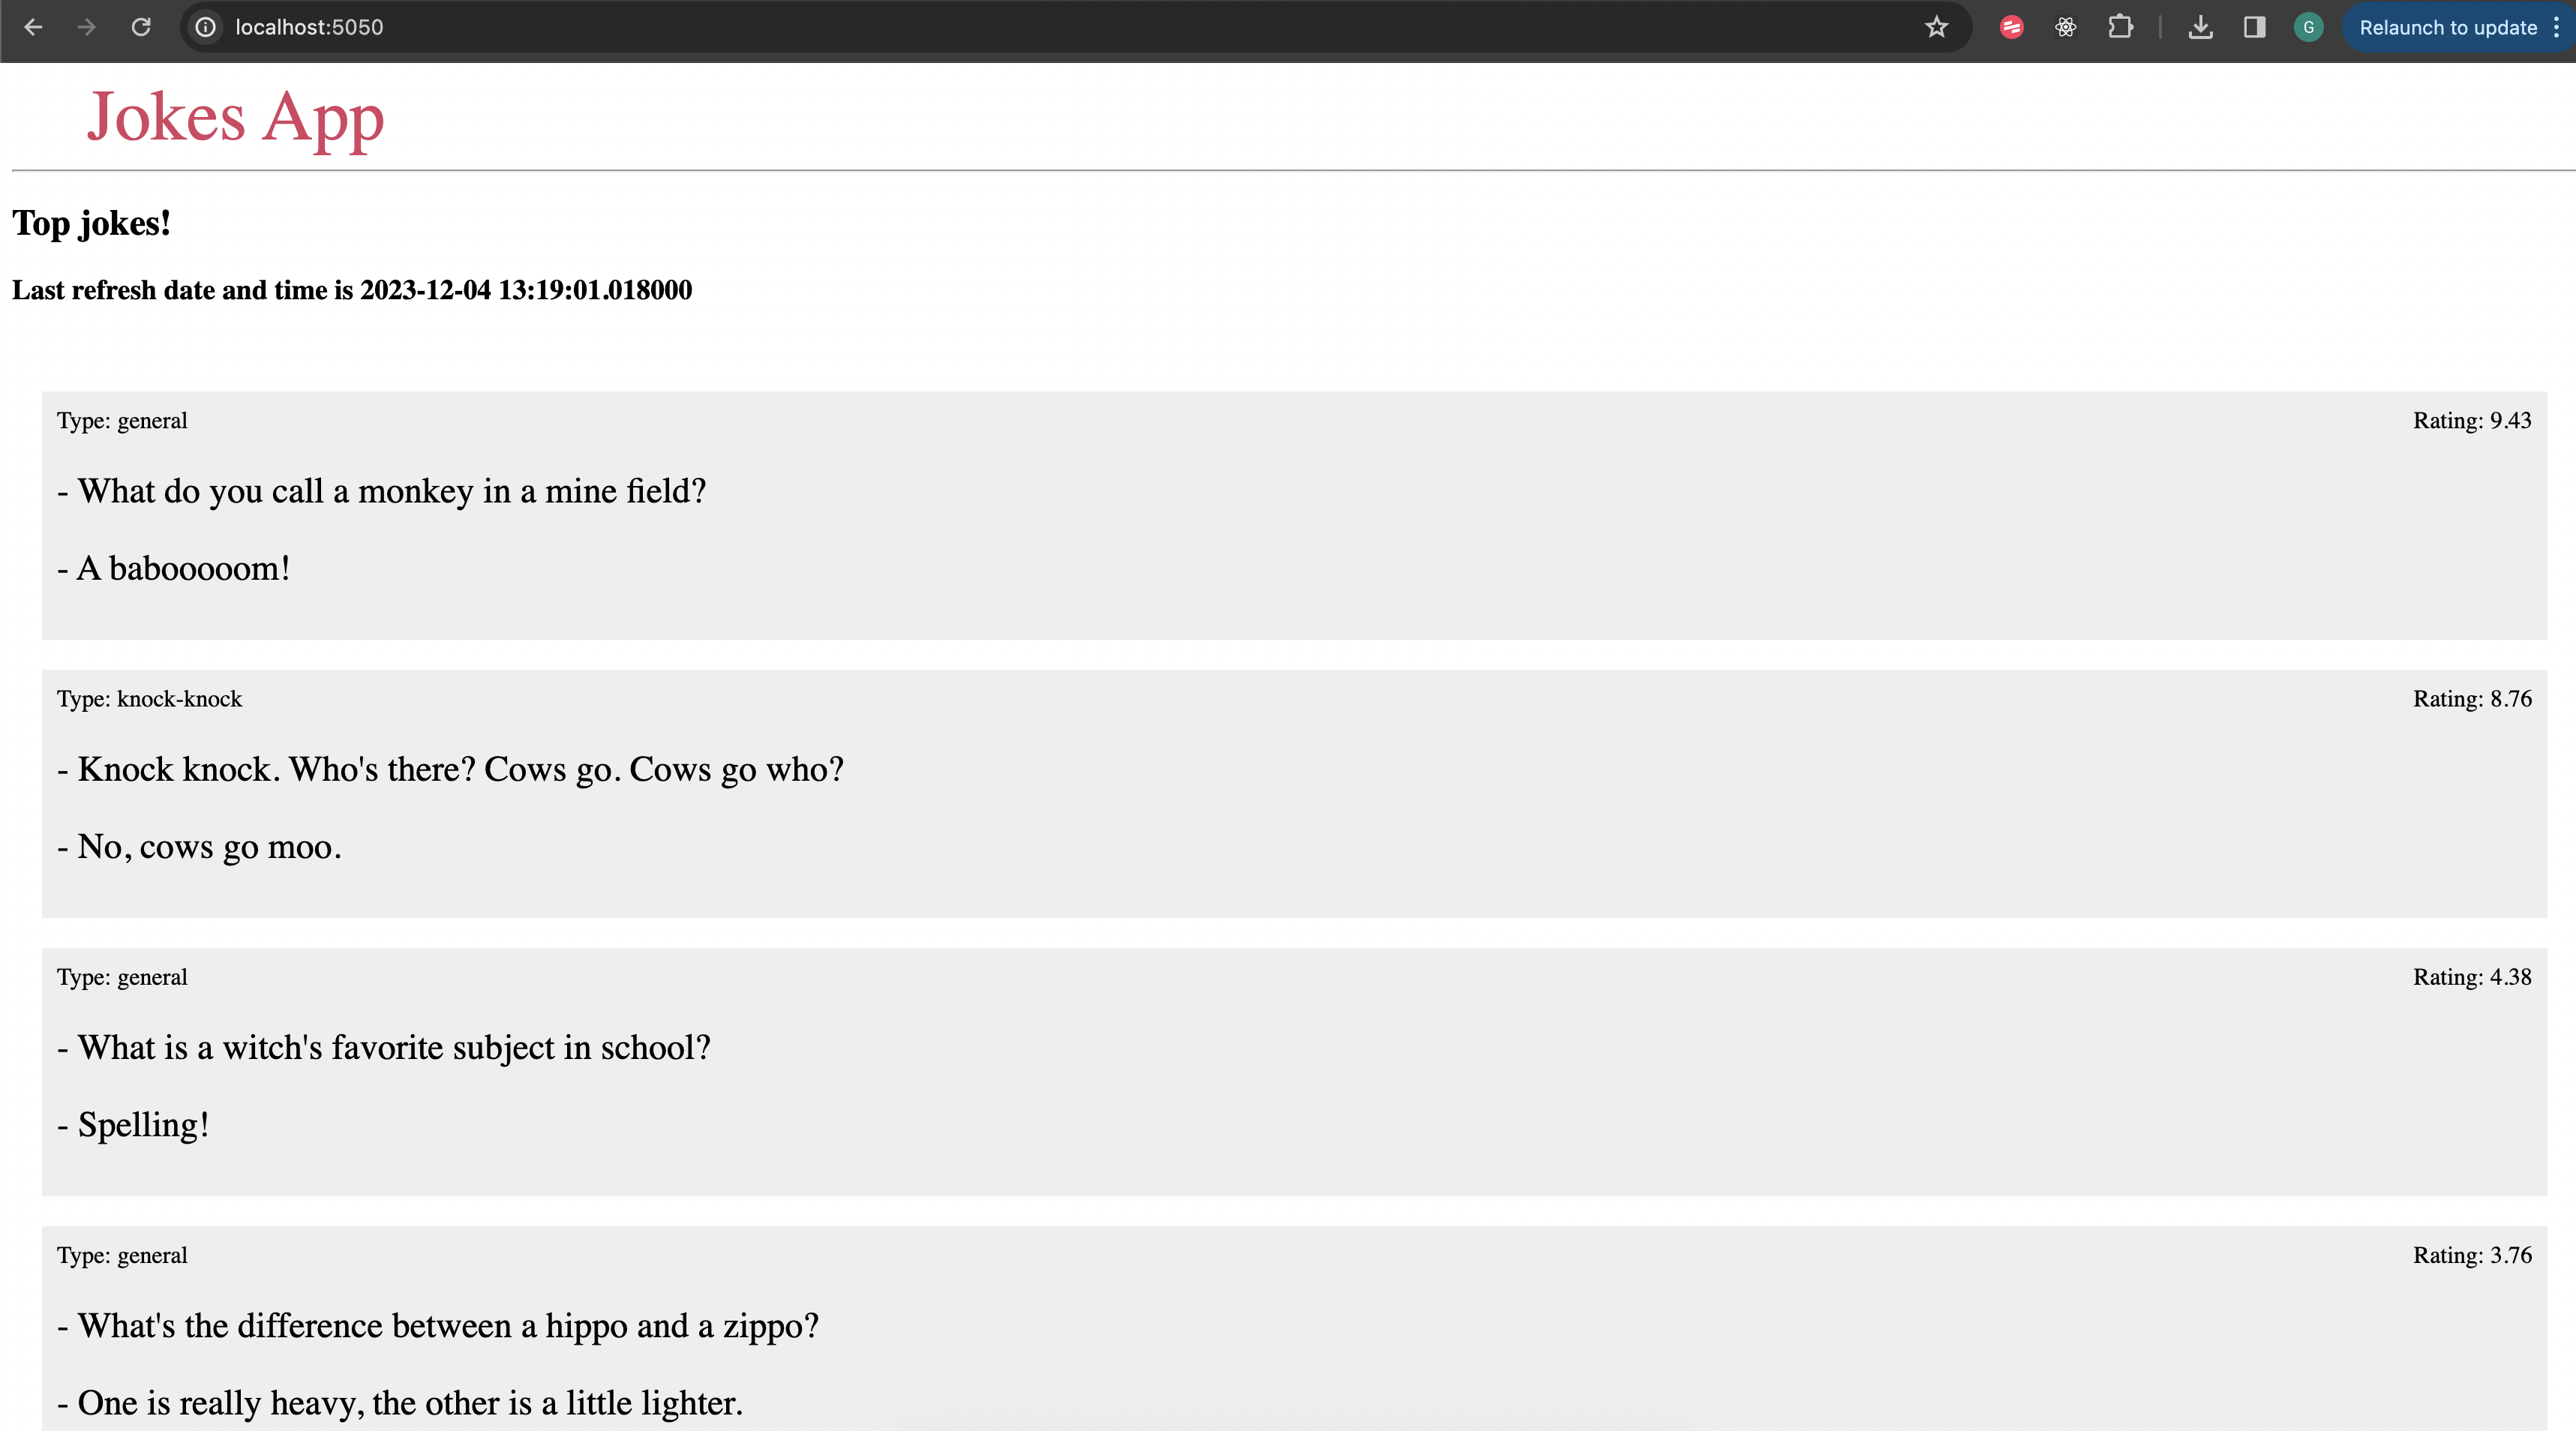 localhost:5050
G
Relaunch to update
Jokes App
Top jokes!
Last refresh date and time is 2023-12-04 13:19:01.018000
Type: general
Rating: 9.43
- What do you call a monkey in a mine field?
- A babooooom!
Type: knock-knock
Rating: 8.76
- Knock knock. Who's there? Cows go. Cows go who?
- No, cows go moo.
Type: general
Rating: 4.38
- What is a witch's favorite subject in school?
- Spelling!
Type: general
Rating: 3.76
- What's the difference between a hippo and a zippo?
- One is really heavy, the other is a little lighter.